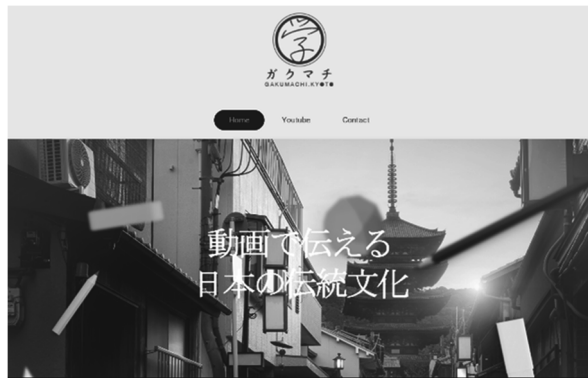 学
ガクマチ
GAKUMACHI.KYOTO
Home Youtube Contact
動画で伝える
日本の伝統文化